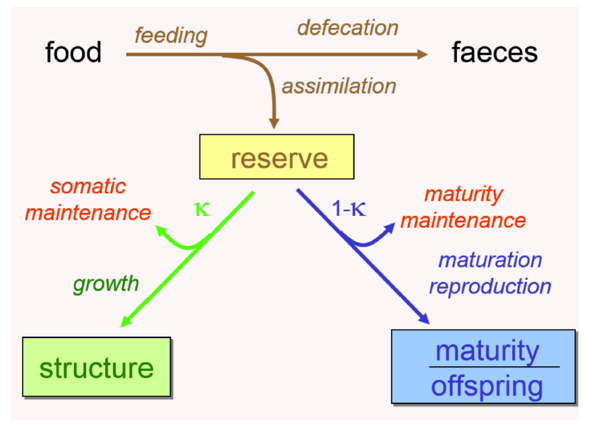 feeding
defecation
food
faeces
assimilation
reserve
somatic
maintenance
κ
1-κ
maturity
maintenance
growth
maturation
reproduction
structure
maturity
offspring